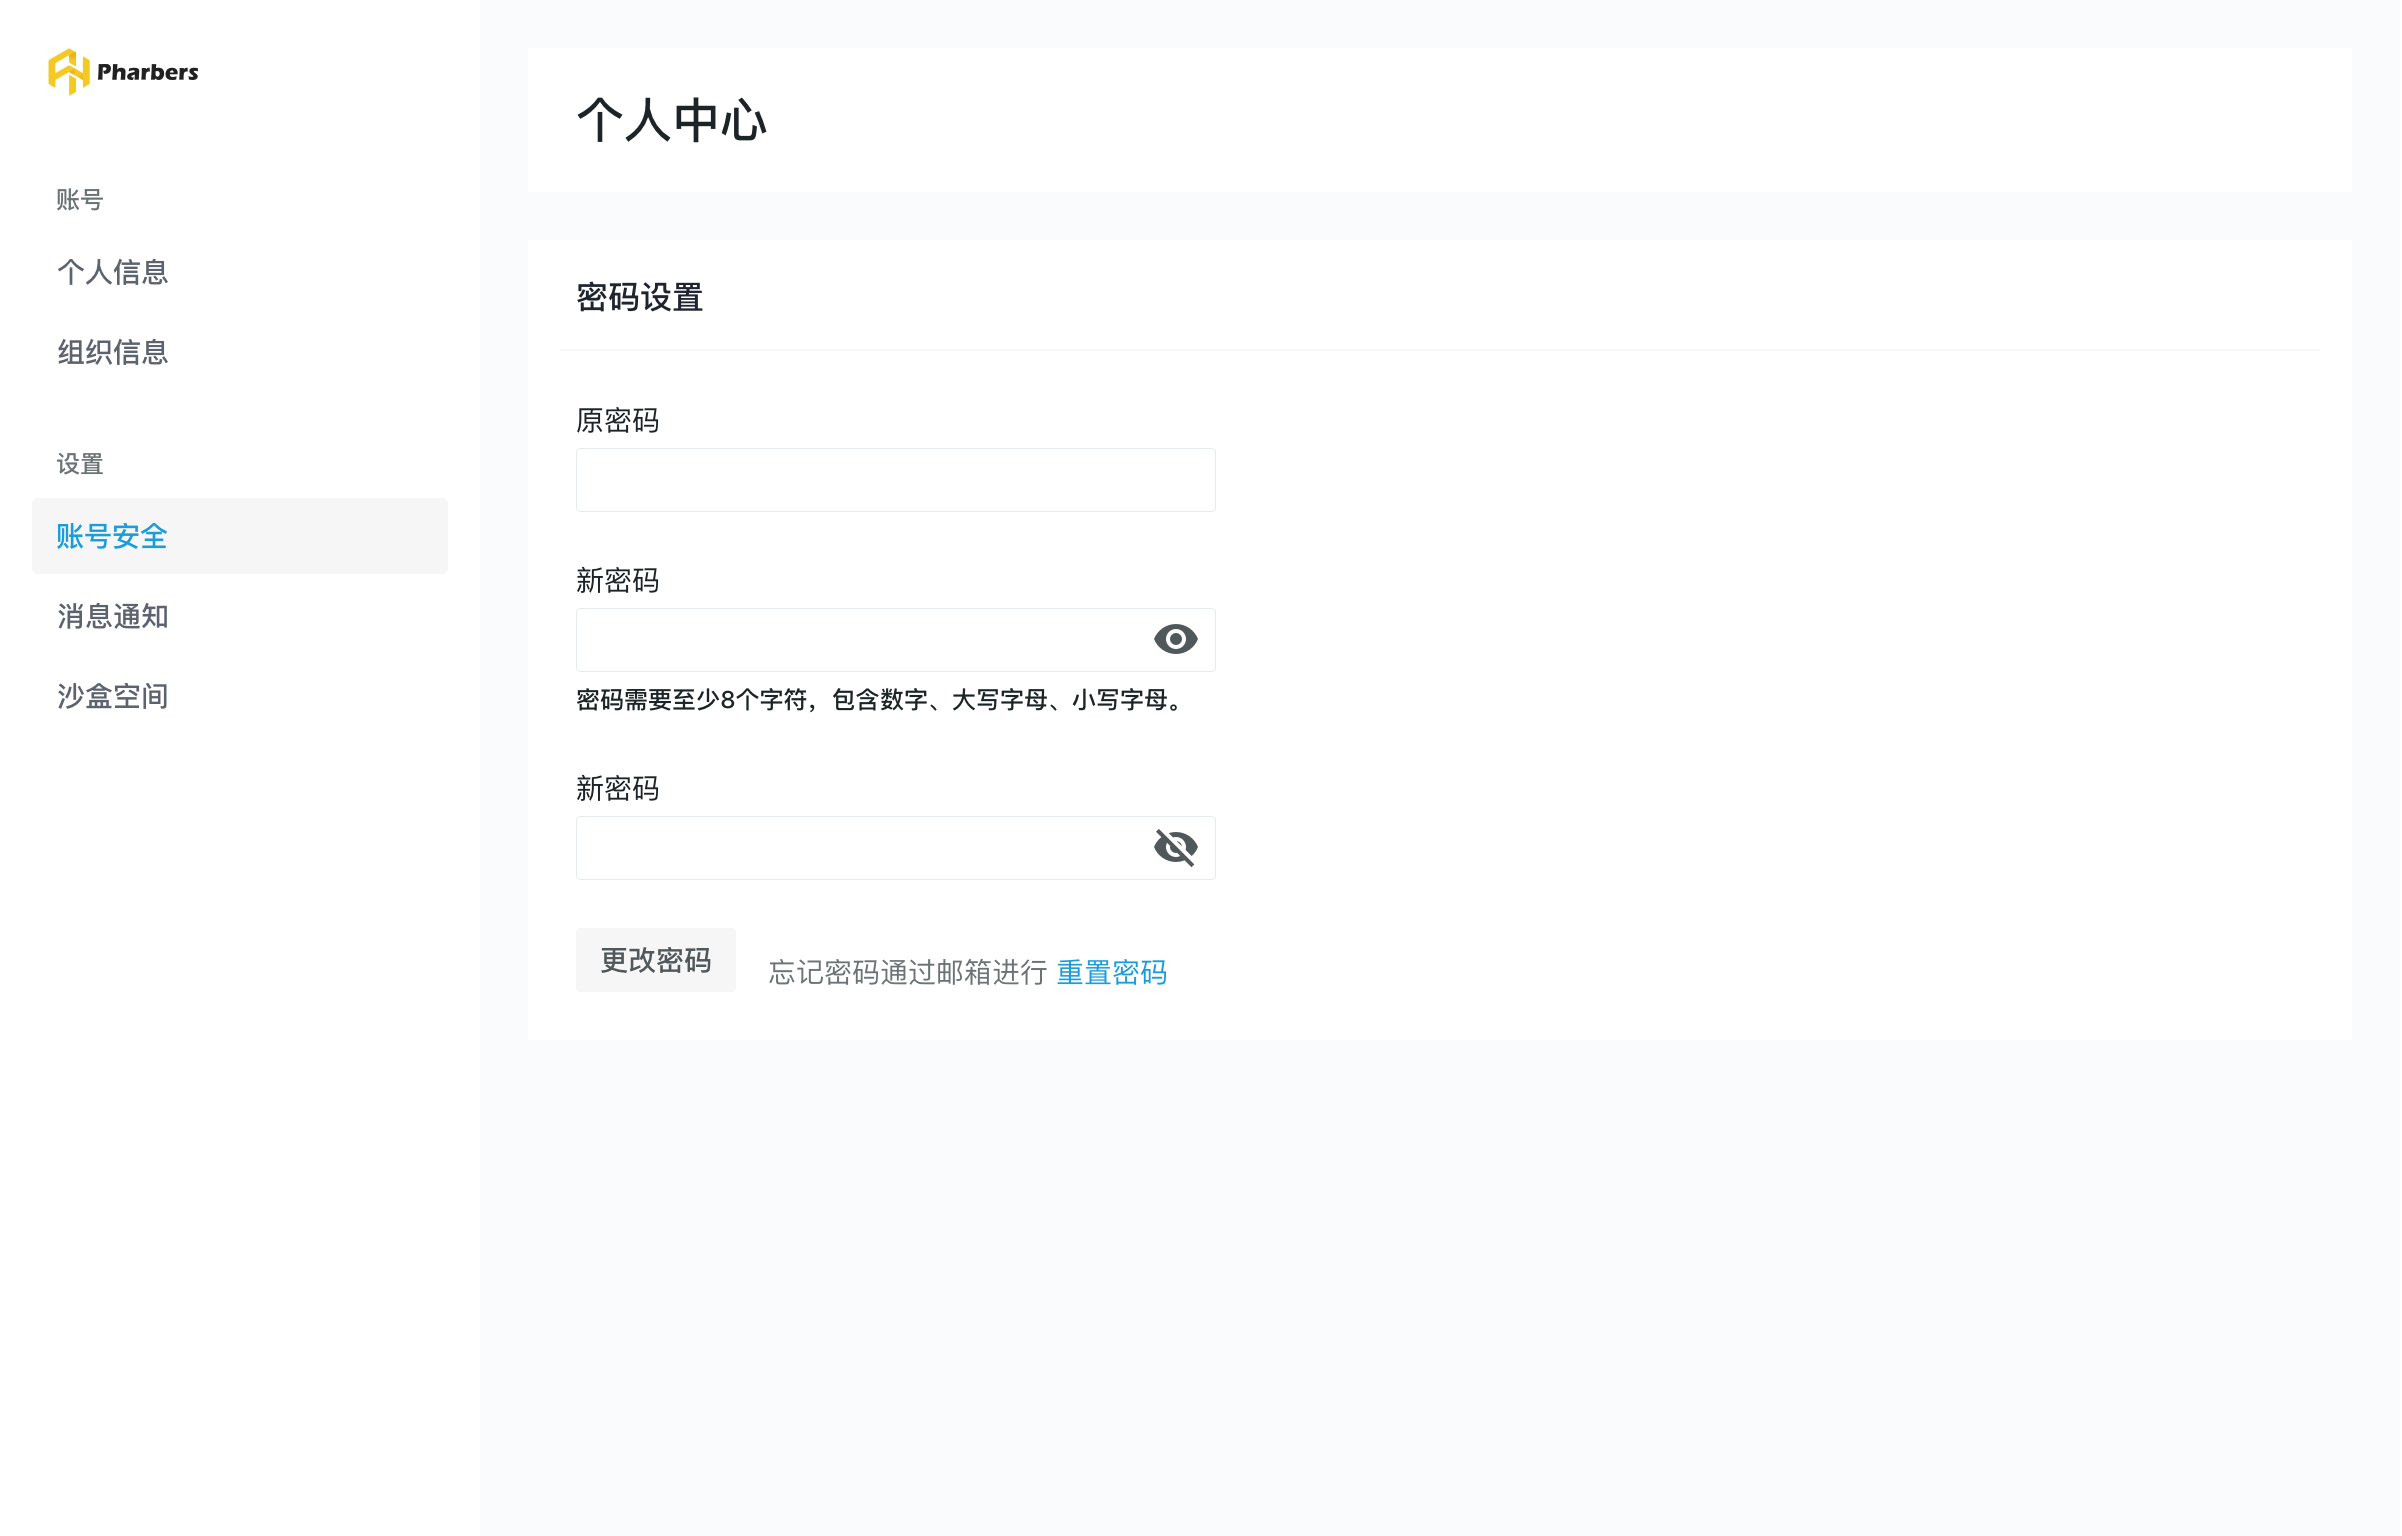 Pharbers
账号
个人信息
组织信息
设置
账号安全
消息通知
沙盒空间
个人中心
密码设置
原密码
新密码
密码需要至少8个字符，包含数字、大写字母、小写字母。
新密码
更改密码
忘记密码通过邮箱进行 重置密码